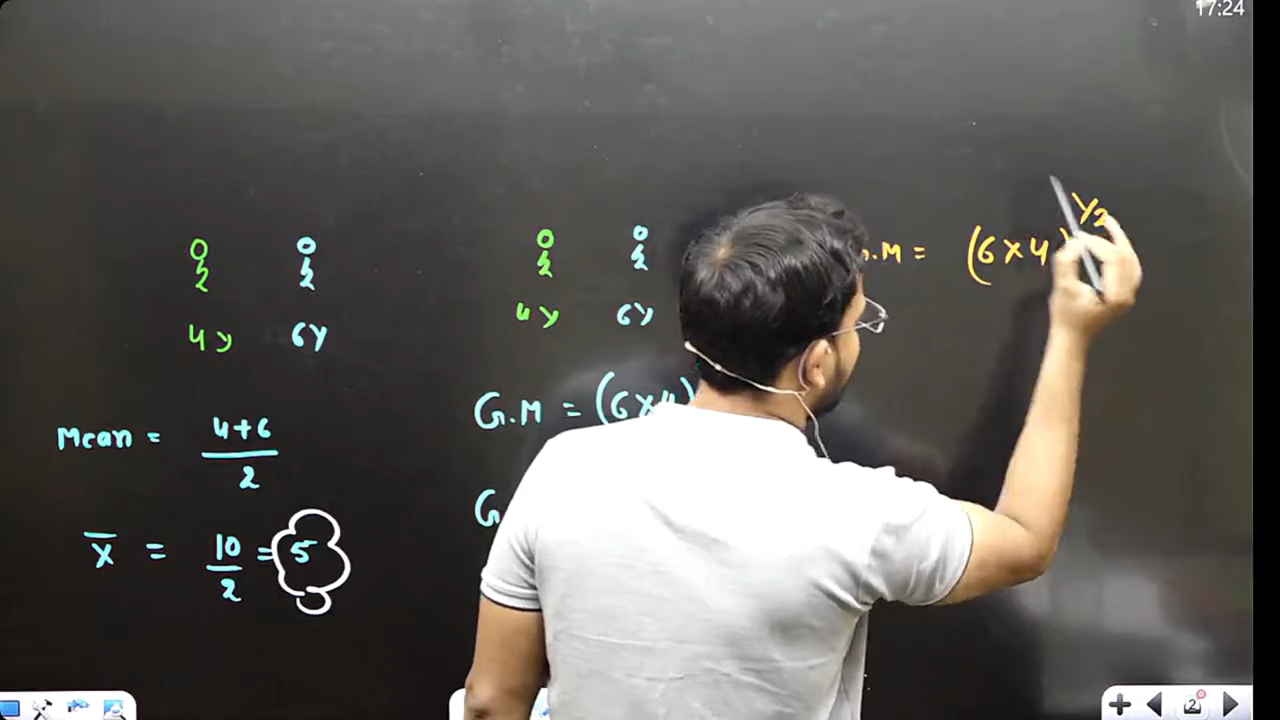 17:24
4y 6y
4y 6y
.M = (6×4)^1/2
G.M = (6×4)
Mean = 4+6
2
G
x̄ = 10/2 = 5
2